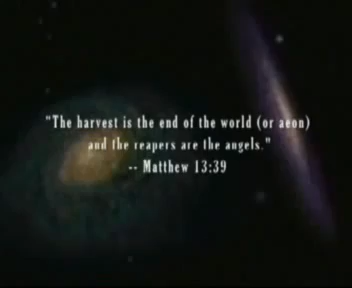 "The harvest is the end of the world (or aeon)
and the reapers are the angels."
-- Matthew 13:39